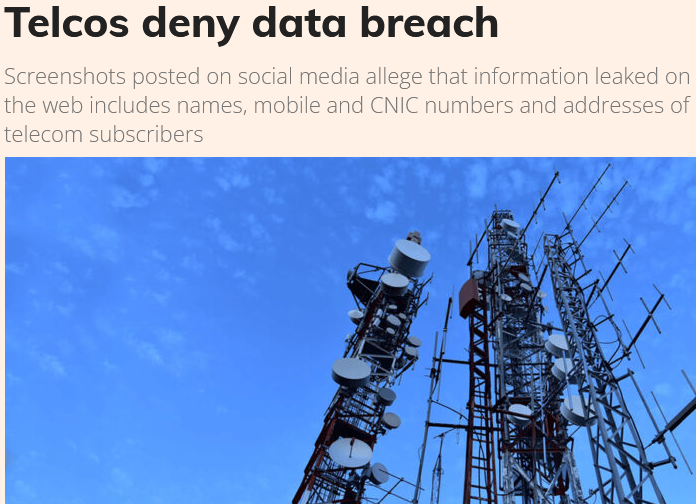 Telcos deny data breach
Screenshots posted on social media allege that information leaked on
the web includes names, mobile and CNIC numbers and addresses of
telecom subscribers